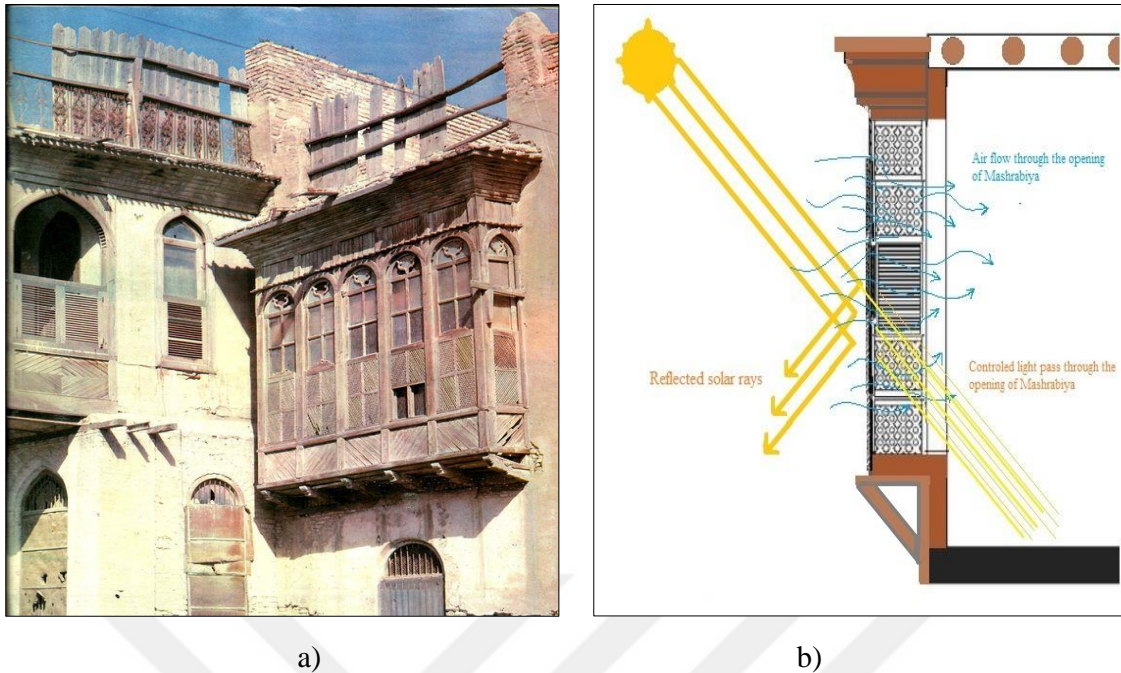 Air flow through the opening
of Mashrabiya
Reflected solar rays
Controled light pass through the
opening of Mashrabiya
a)
b)